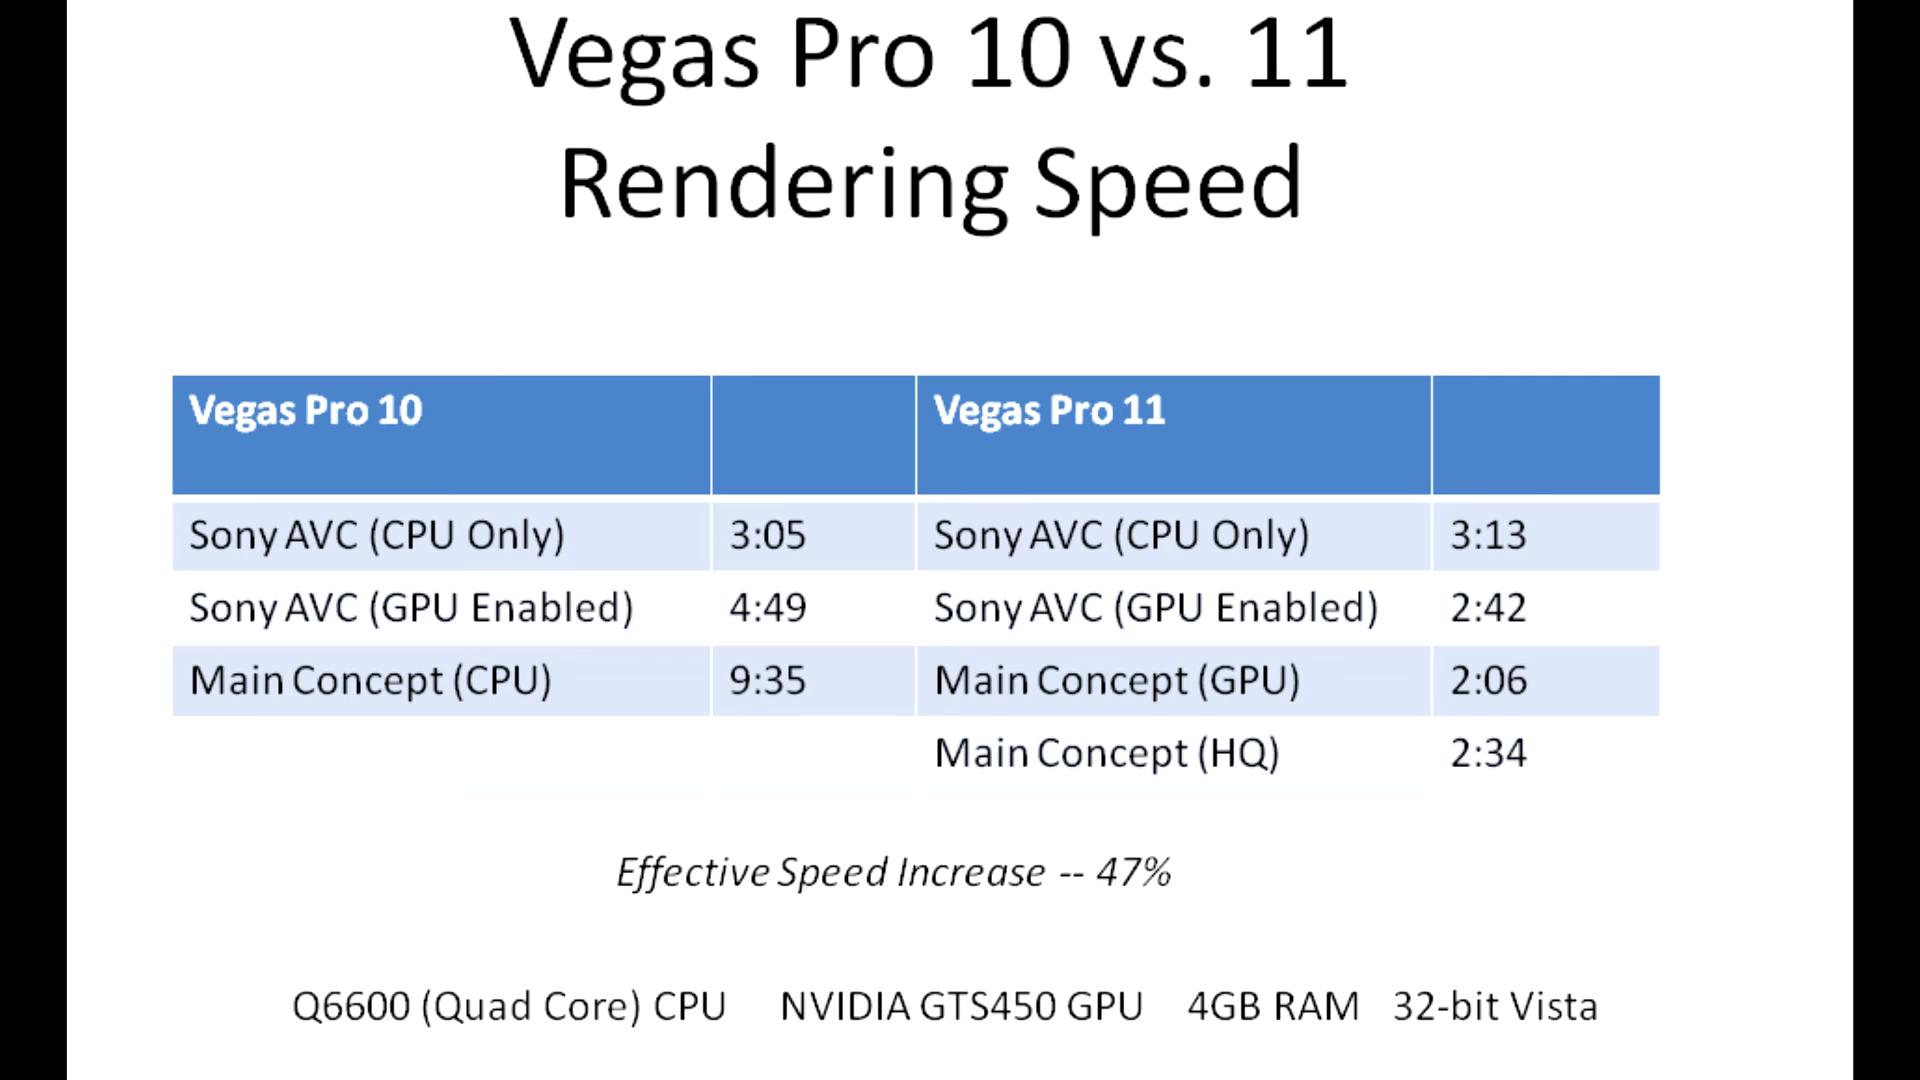 Vegas Pro 10 vs. 11
Rendering Speed
Vegas Pro 10 Vegas Pro 11
Sony AVC (CPU Only) 3:05 Sony AVC (CPU Only) 3:13
Sony AVC (GPU Enabled) 4:49 Sony AVC (GPU Enabled) 2:42
Main Concept (CPU) 9:35 Main Concept (GPU) 2:06
Main Concept (HQ) 2:34
Effective Speed Increase -- 47%
Q6600 (Quad Core) CPU NVIDIA GTS450 GPU 4GB RAM 32-bit Vista